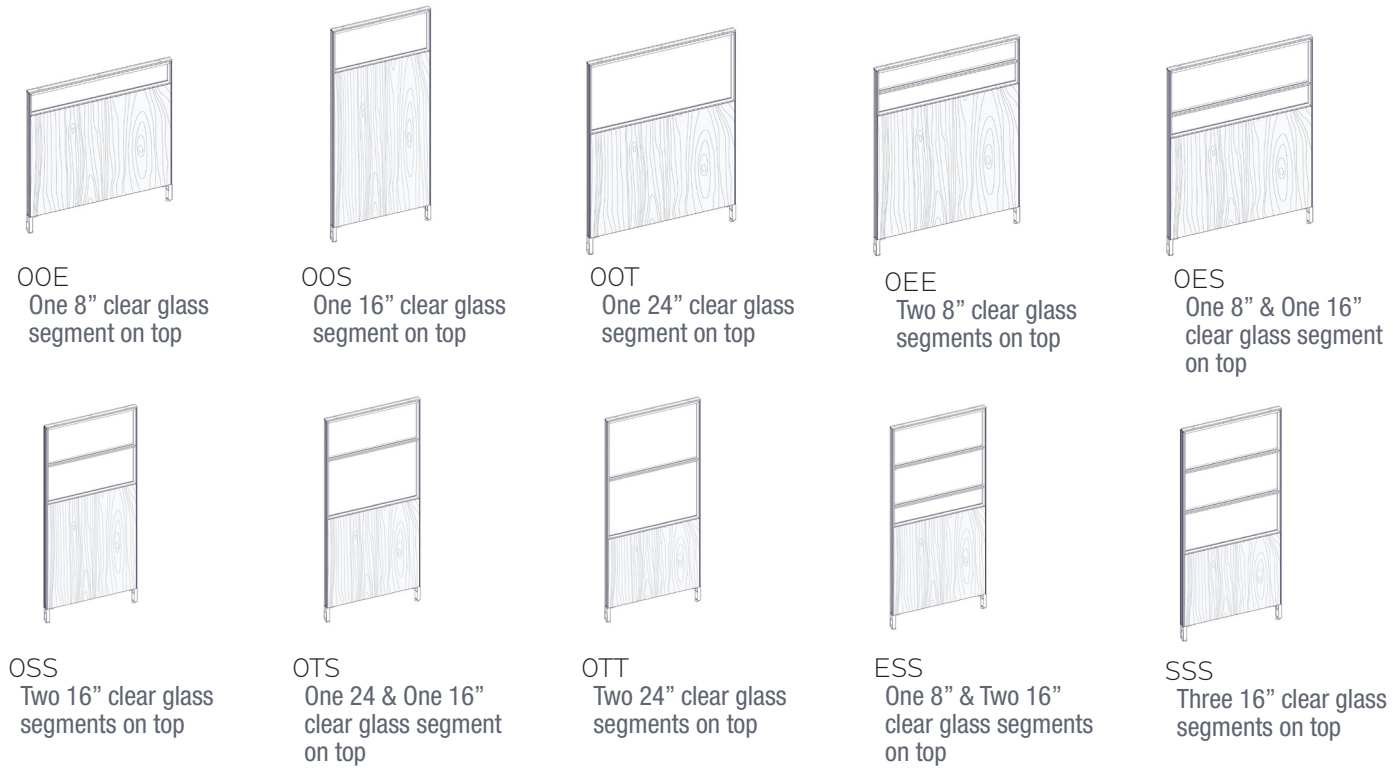 OOE
One 8” clear glass
segment on top
OOS
One 16” clear glass
segment on top
OOT
One 24” clear glass
segment on top
OEE
Two 8” clear glass
segments on top
OES
One 8” & One 16”
clear glass segment
on top
OSS
Two 16” clear glass
segments on top
OTS
One 24 & One 16”
clear glass segment
on top
OTT
Two 24” clear glass
segments on top
ESS
One 8” & Two 16”
clear glass segments
on top
SSS
Three 16” clear glass
segments on top